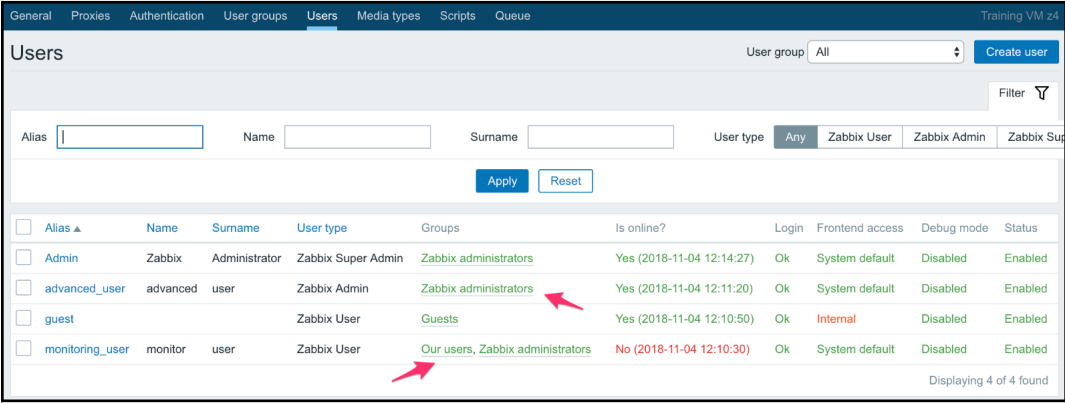 General Proxies Authentication User groups Users Media types Scripts Queue Training VM z4
Users User group All Create user
Filter
Alias Name Surname User type Any Zabbix User Zabbix Admin Zabbix Sup
Apply Reset
Alias Name Surname User type Groups Is online? Login Frontend access Debug mode Status
Admin Zabbix Administrator Zabbix Super Admin Zabbix administrators Yes (2018-11-04 12:14:27) Ok System default Disabled Enabled
advanced_user advanced user Zabbix Admin Zabbix administrators Yes (2018-11-04 12:11:20) Ok System default Disabled Enabled
guest Zabbix User Guests Yes (2018-11-04 12:10:50) Ok Internal Disabled Enabled
monitoring_user monitor user Zabbix User Our users, Zabbix administrators No (2018-11-04 12:10:30) Ok System default Disabled Enabled
Displaying 4 of 4 found